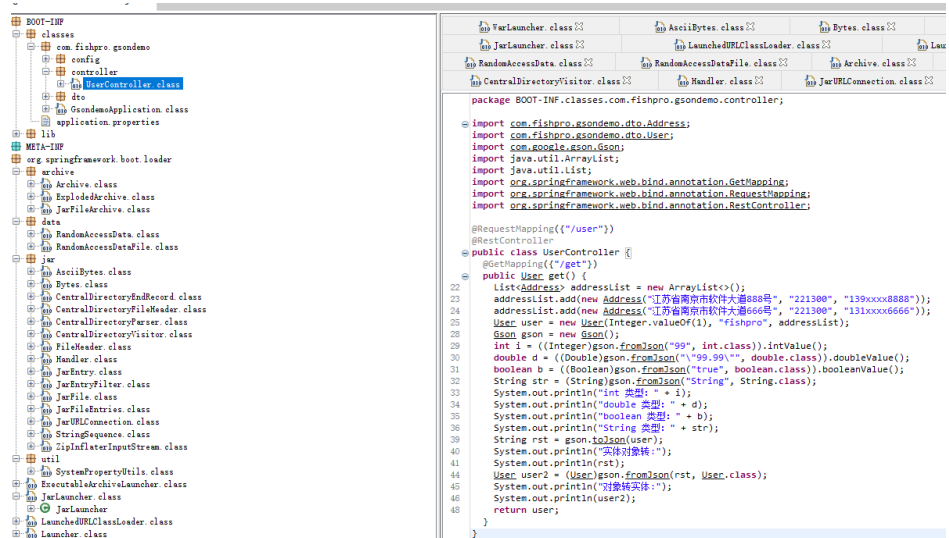 BOOT-INF
classes
com.fishpro.gsondemo
config
controller
UserController.class
dto
GsondemoApplication.class
application.properties
lib
META-INF
org.springframework.boot.loader
archive
Archive.class
ExplodedArchive.class
JarFileArchive.class
data
RandomAccessData.class
RandomAccessDataFile.class
jar
AsciiBytes.class
Bytes.class
CentralDirectoryEndRecord.class
CentralDirectoryFileHeader.class
CentralDirectoryParser.class
CentralDirectoryVisitor.class
FileHeader.class
Handler.class
JarEntry.class
JarEntryFilter.class
JarFile.class
JarFileEntries.class
JarURLConnection.class
StringSequence.class
ZipInflaterInputStream.class
util
SystemPropertyUtils.class
ExecutableArchiveLauncher.class
JarLauncher.class
JarLauncher
LaunchedURLClassLoader.class
Launcher.class
WarLauncher.class AsciiBytes.class Bytes.class
JarLauncher.class LaunchedURLClassLoader.class Lau
RandomAccessData.class RandomAccessDataFile.class Archive.class
CentralDirectoryVisitor.class Handler.class JarURLConnection.class
package BOOT-INF.classes.com.fishpro.gsondemo.controller;
import com.fishpro.gsondemo.dto.Address;
import com.fishpro.gsondemo.dto.User;
import com.google.gson.Gson;
import java.util.ArrayList;
import java.util.List;
import org.springframework.web.bind.annotation.GetMapping;
import org.springframework.web.bind.annotation.RequestMapping;
import org.springframework.web.bind.annotation.RestController;
@RequestMapping({"/user"})
@RestController
public class UserController {
@GetMapping({"/get"})
public User get() {
22 List<Address> addressList = new ArrayList<>();
23 addressList.add(new Address("江苏省南京市软件大道888号", "221300", "139xxxx8888"));
24 addressList.add(new Address("江苏省南京市软件大道666号", "221300", "131xxxx6666"));
25 User user = new User(Integer.valueOf(1), "fishpro", addressList);
28 Gson gson = new Gson();
29 int i = ((Integer)gson.fromJson("99", int.class)).intValue();
30 double d = ((Double)gson.fromJson("\"99.99\"", double.class)).doubleValue();
31 boolean b = ((Boolean)gson.fromJson("true", boolean.class)).booleanValue();
32 String str = (String)gson.fromJson("String", String.class);
33 System.out.println("int 类型: " + i);
34 System.out.println("double 类型: " + d);
35 System.out.println("boolean 类型: " + b);
36 System.out.println("String 类型: " + str);
39 String rst = gson.toJson(user);
40 System.out.println("实体对象转:");
41 System.out.println(rst);
44 User user2 = (User)gson.fromJson(rst, User.class);
45 System.out.println("对象转实体:");
46 System.out.println(user2);
48 return user;
}
}